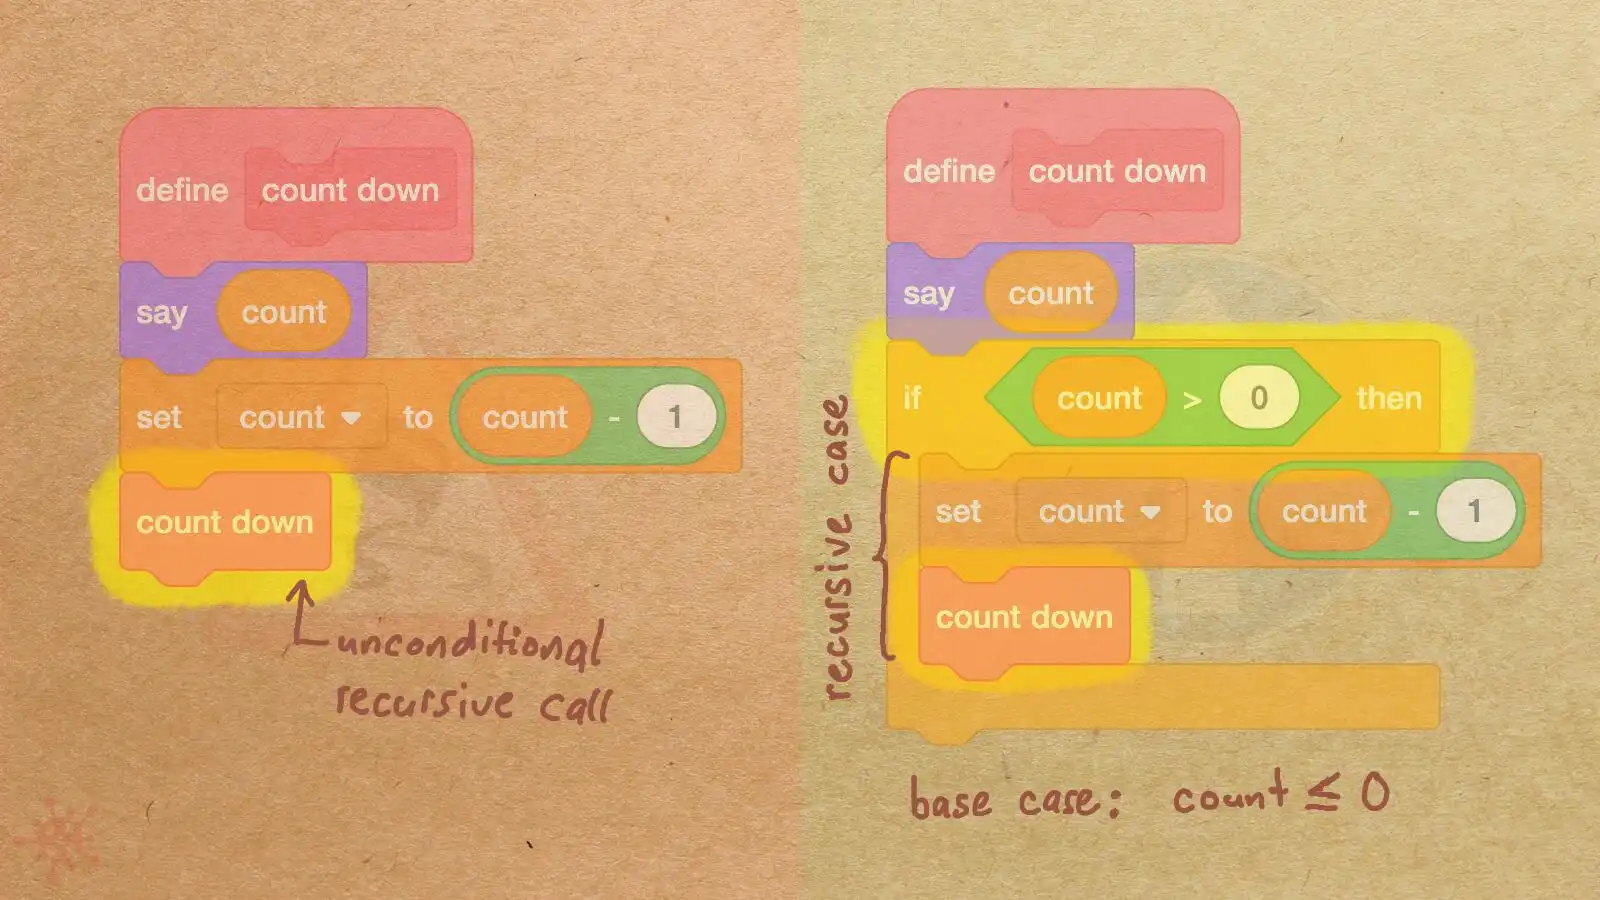 define count down
say count
set count to count - 1
count down
unconditional
recursive call
define count down
say count
if count > 0 then
set count to count - 1
count down
recursive case
base case: count ≤ 0